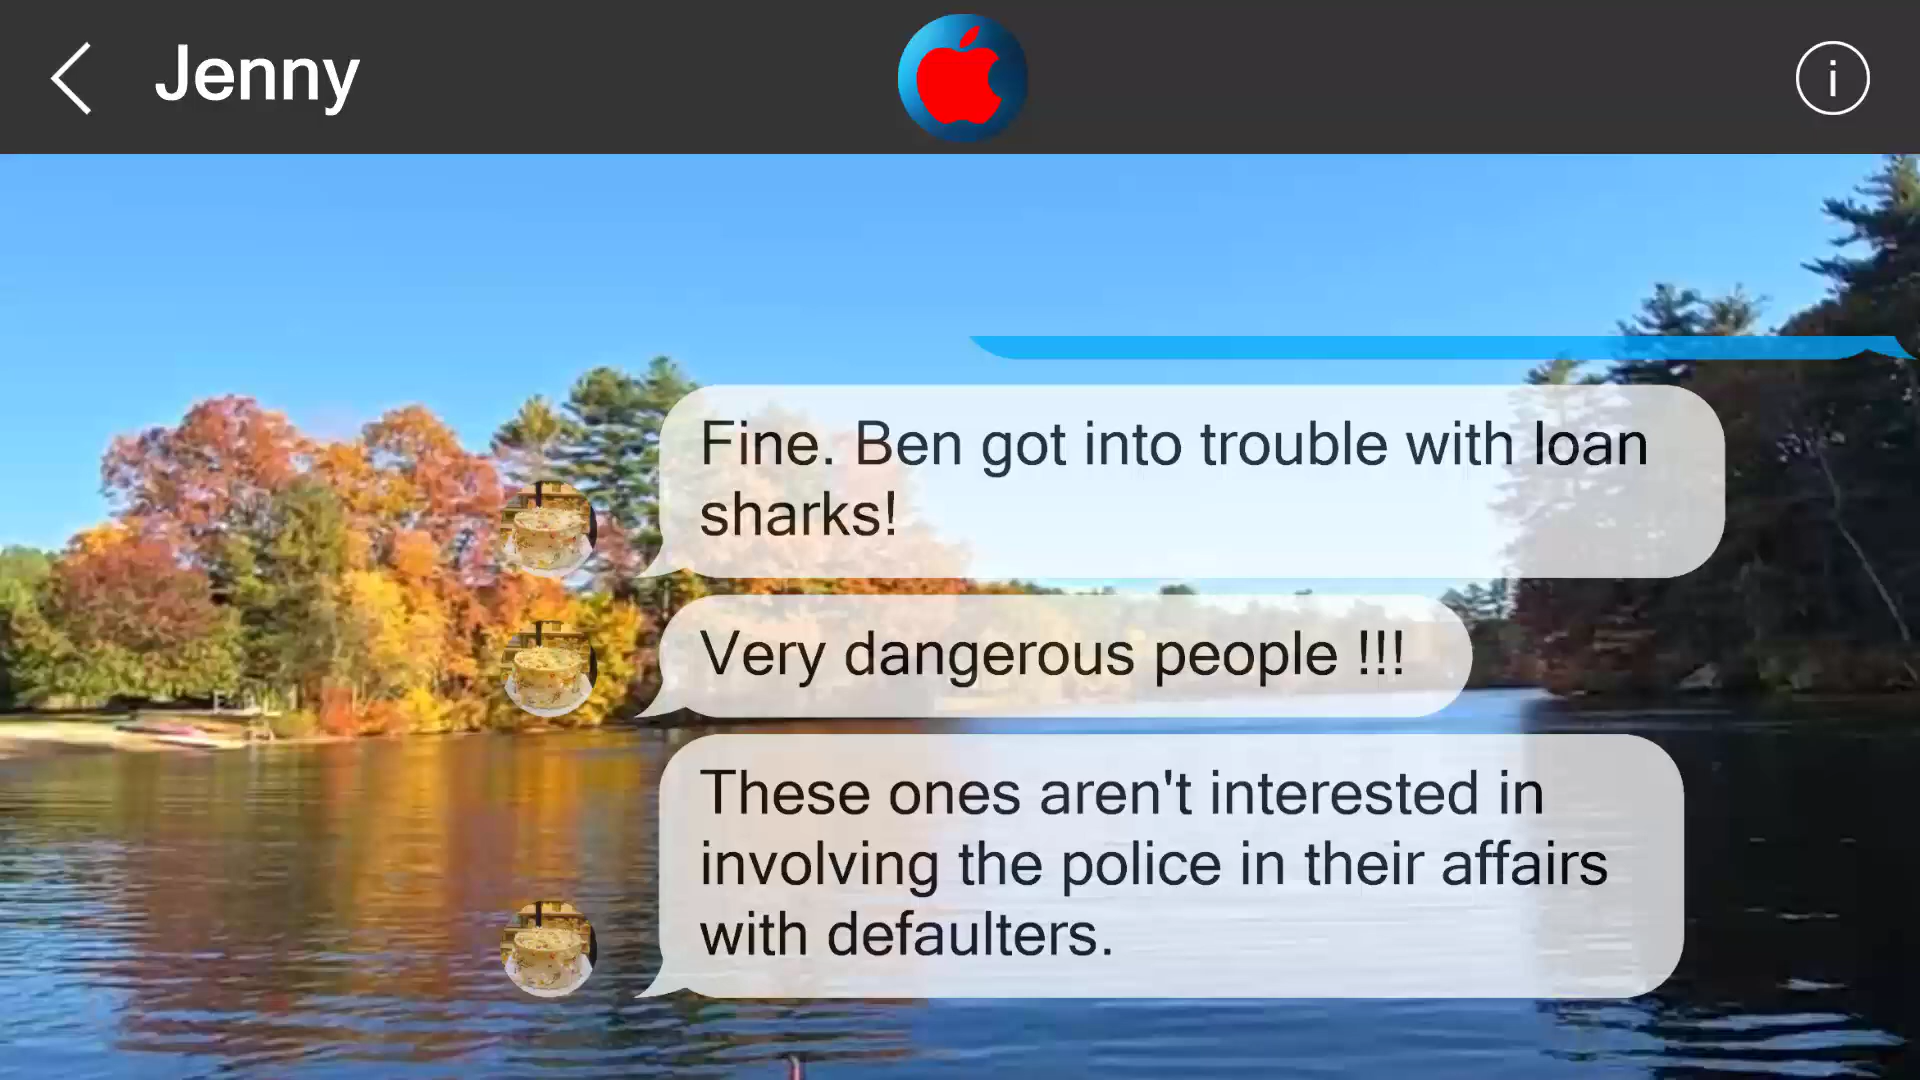 Jenny
i
Fine. Ben got into trouble with loan
sharks!
Very dangerous people !!!
These ones aren't interested in
involving the police in their affairs
with defaulters.